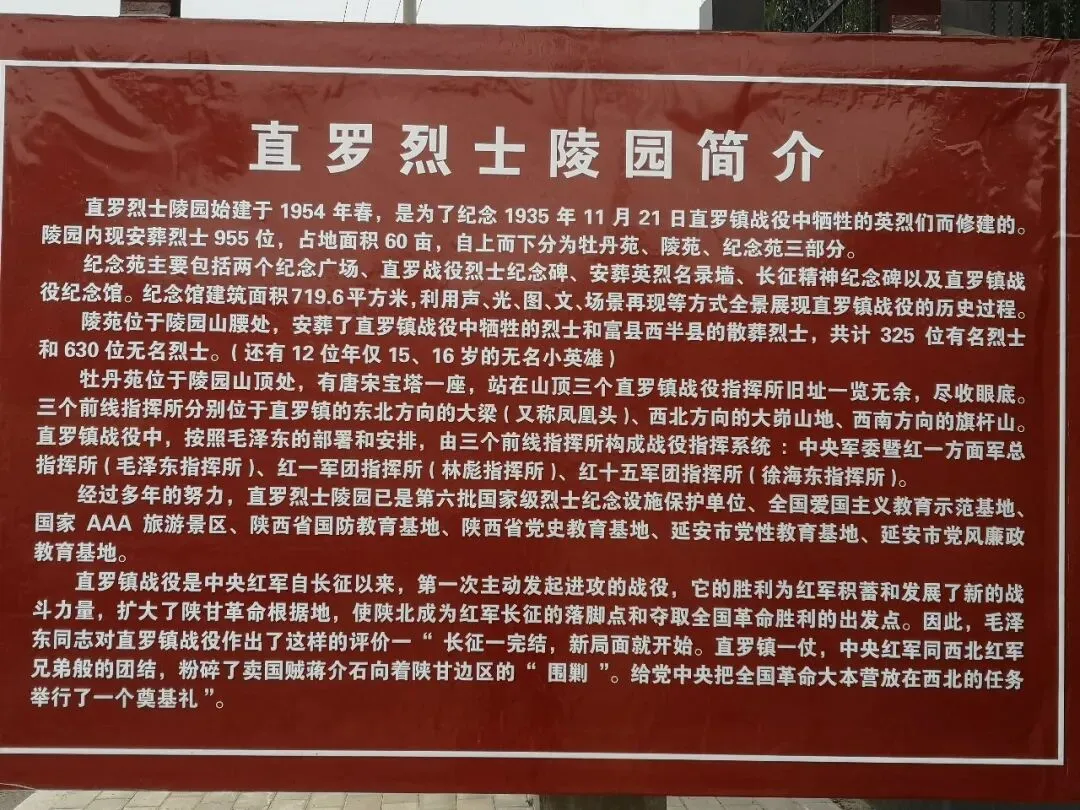 直罗烈士陵园简介
直罗烈士陵园始建于 1954 年春，是为了纪念 1935 年 11 月 21 日直罗镇战役中牺牲的英烈们而修建的。
陵园内现安葬烈士 955 位，占地面积 60 亩，自上而下分为牡丹苑、陵苑、纪念苑三部分。
纪念苑主要包括两个纪念广场、直罗战役烈士纪念碑、安葬英烈名录墙、长征精神纪念碑以及直罗镇战
役纪念馆。纪念馆建筑面积719.6平方米，利用声、光、图、文、场景再现等方式全景展现直罗镇战役的历史过程。
陵苑位于陵园山腰处，安葬了直罗镇战役中牺牲的烈士和富县西半县的散葬烈士，共计 325 位有名烈士
和 630 位无名烈士。（还有 12 位年仅 15、16 岁的无名小英雄）
牡丹苑位于陵园山顶处，有唐宋宝塔一座，站在山顶三个直罗镇战役指挥所旧址一览无余，尽收眼底。
三个前线指挥所分别位于直罗镇的东北方向的大梁（又称凤凰头）、西北方向的大峁山地、西南方向的旗杆山。
直罗镇战役中，按照毛泽东的部署和安排，由三个前线指挥所构成战役指挥系统：中央军委暨红一方面军总
指挥所（毛泽东指挥所）、红一军团指挥所（林彪指挥所）、红十五军团指挥所（徐海东指挥所）。
经过多年的努力，直罗烈士陵园已是第六批国家级烈士纪念设施保护单位、全国爱国主义教育示范基地、
国家 AAA 旅游景区、陕西省国防教育基地、陕西省党史教育基地、延安市党性教育基地、延安市党风廉政
教育基地。
直罗镇战役是中央红军自长征以来，第一次主动发起进攻的战役，它的胜利为红军积蓄和发展了新的战
斗力量，扩大了陕甘革命根据地，使陕北成为红军长征的落脚点和夺取全国革命胜利的出发点。因此，毛泽
东同志对直罗镇战役作出了这样的评价一“ 长征一完结，新局面就开始。直罗镇一仗，中央红军同西北红军
兄弟般的团结，粉碎了卖国贼蒋介石向着陕甘边区的“ 围剿 ”。给党中央把全国革命大本营放在西北的任务
举行了一个奠基礼 ”。